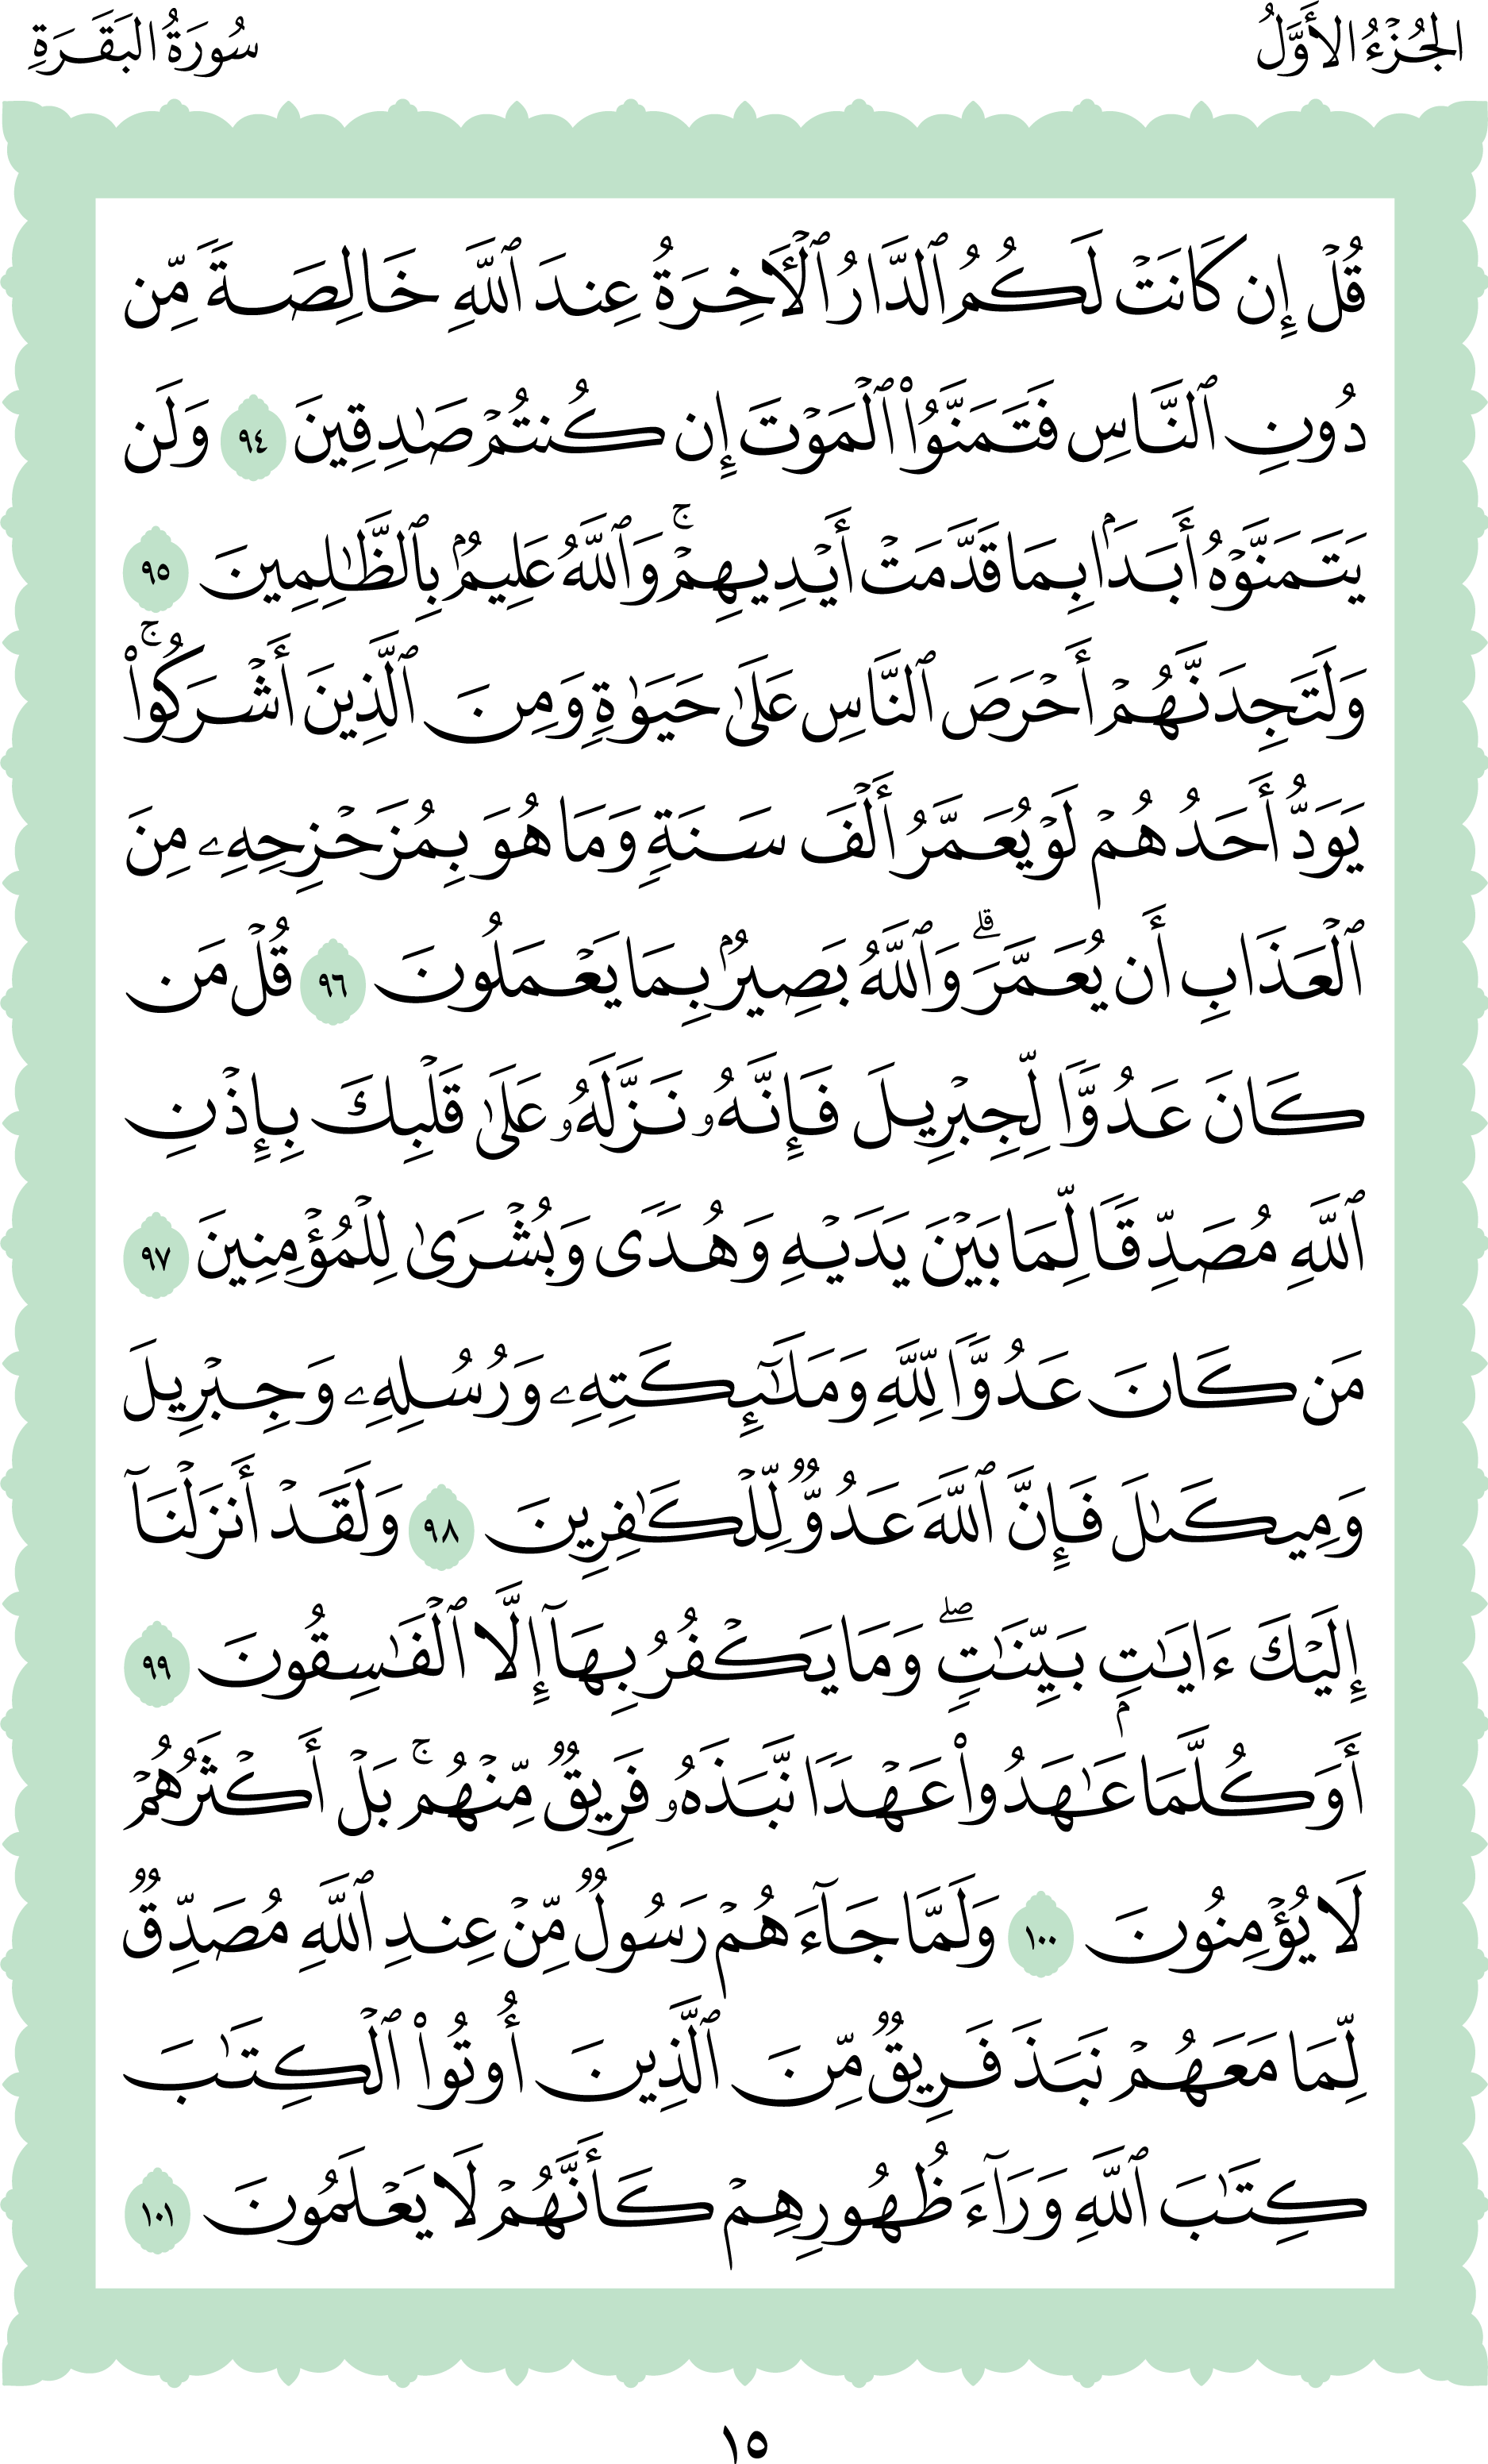 الجُزْءُ الأَوَّلُ
سُورَةُ البَقَرَةِ
قُلۡ إِن كَانَتۡ لَكُمُ ٱلدَّارُ ٱلۡأٓخِرَةُ عِندَ ٱللَّهِ خَالِصَةٗ مِّن
دُونِ ٱلنَّاسِ فَتَمَنَّوُاْ ٱلۡمَوۡتَ إِن كُنتُمۡ صَٰدِقِينَ ٩٤ وَلَن
يَتَمَنَّوۡهُ أَبَدَۢا بِمَا قَدَّمَتۡ أَيۡدِيهِمۡۚ وَٱللَّهُ عَلِيمُۢ بِٱلظَّٰلِمِينَ ٩٥
وَلَتَجِدَنَّهُمۡ أَحۡرَصَ ٱلنَّاسِ عَلَىٰ حَيَوٰةٖ وَمِنَ ٱلَّذِينَ أَشۡرَكُواْۚ
يَوَدُّ أَحَدُهُمۡ لَوۡ يُعَمَّرُ أَلۡفَ سَنَةٖ وَمَا هُوَ بِمُزَحۡزِحِهِۦ مِنَ
ٱلۡعَذَابِ أَن يُعَمَّرَۗ وَٱللَّهُ بَصِيرُۢ بِمَا يَعۡمَلُونَ ٩٦ قُلۡ مَن
كَانَ عَدُوّٗا لِّجِبۡرِيلَ فَإِنَّهُۥ نَزَّلَهُۥ عَلَىٰ قَلۡبِكَ بِإِذۡنِ
ٱللَّهِ مُصَدِّقٗا لِّمَا بَيۡنَ يَدَيۡهِ وَهُدٗى وَبُشۡرَىٰ لِلۡمُؤۡمِنِينَ ٩٧
مَن كَانَ عَدُوّٗا لِّلَّهِ وَمَلَٰٓئِكَتِهِۦ وَرُسُلِهِۦ وَجِبۡرِيلَ
وَمِيكَىٰلَ فَإِنَّ ٱللَّهَ عَدُوّٞ لِّلۡكَٰفِرِينَ ٩٨ وَلَقَدۡ أَنزَلۡنَآ
إِلَيۡكَ ءَايَٰتِۭ بَيِّنَٰتٖۖ وَمَا يَكۡفُرُ بِهَآ إِلَّا ٱلۡفَٰسِقُونَ ٩٩
أَوَكُلَّمَا عَٰهَدُواْ عَهۡدٗا نَّبَذَهُۥ فَرِيقٞ مِّنۡهُمۚ بَلۡ أَكۡثَرُهُمۡ
لَا يُؤۡمِنُونَ ١٠٠ وَلَمَّا جَآءَهُمۡ رَسُولٞ مِّنۡ عِندِ ٱللَّهِ مُصَدِّقٞ
لِّمَا مَعَهُمۡ نَبَذَ فَرِيقٞ مِّنَ ٱلَّذِينَ أُوتُواْ ٱلۡكِتَٰبَ
كِتَٰبَ ٱللَّهِ وَرَآءَ ظُهُورِهِمۡ كَأَنَّهُمۡ لَا يَعۡلَمُونَ ١٠١
١٥